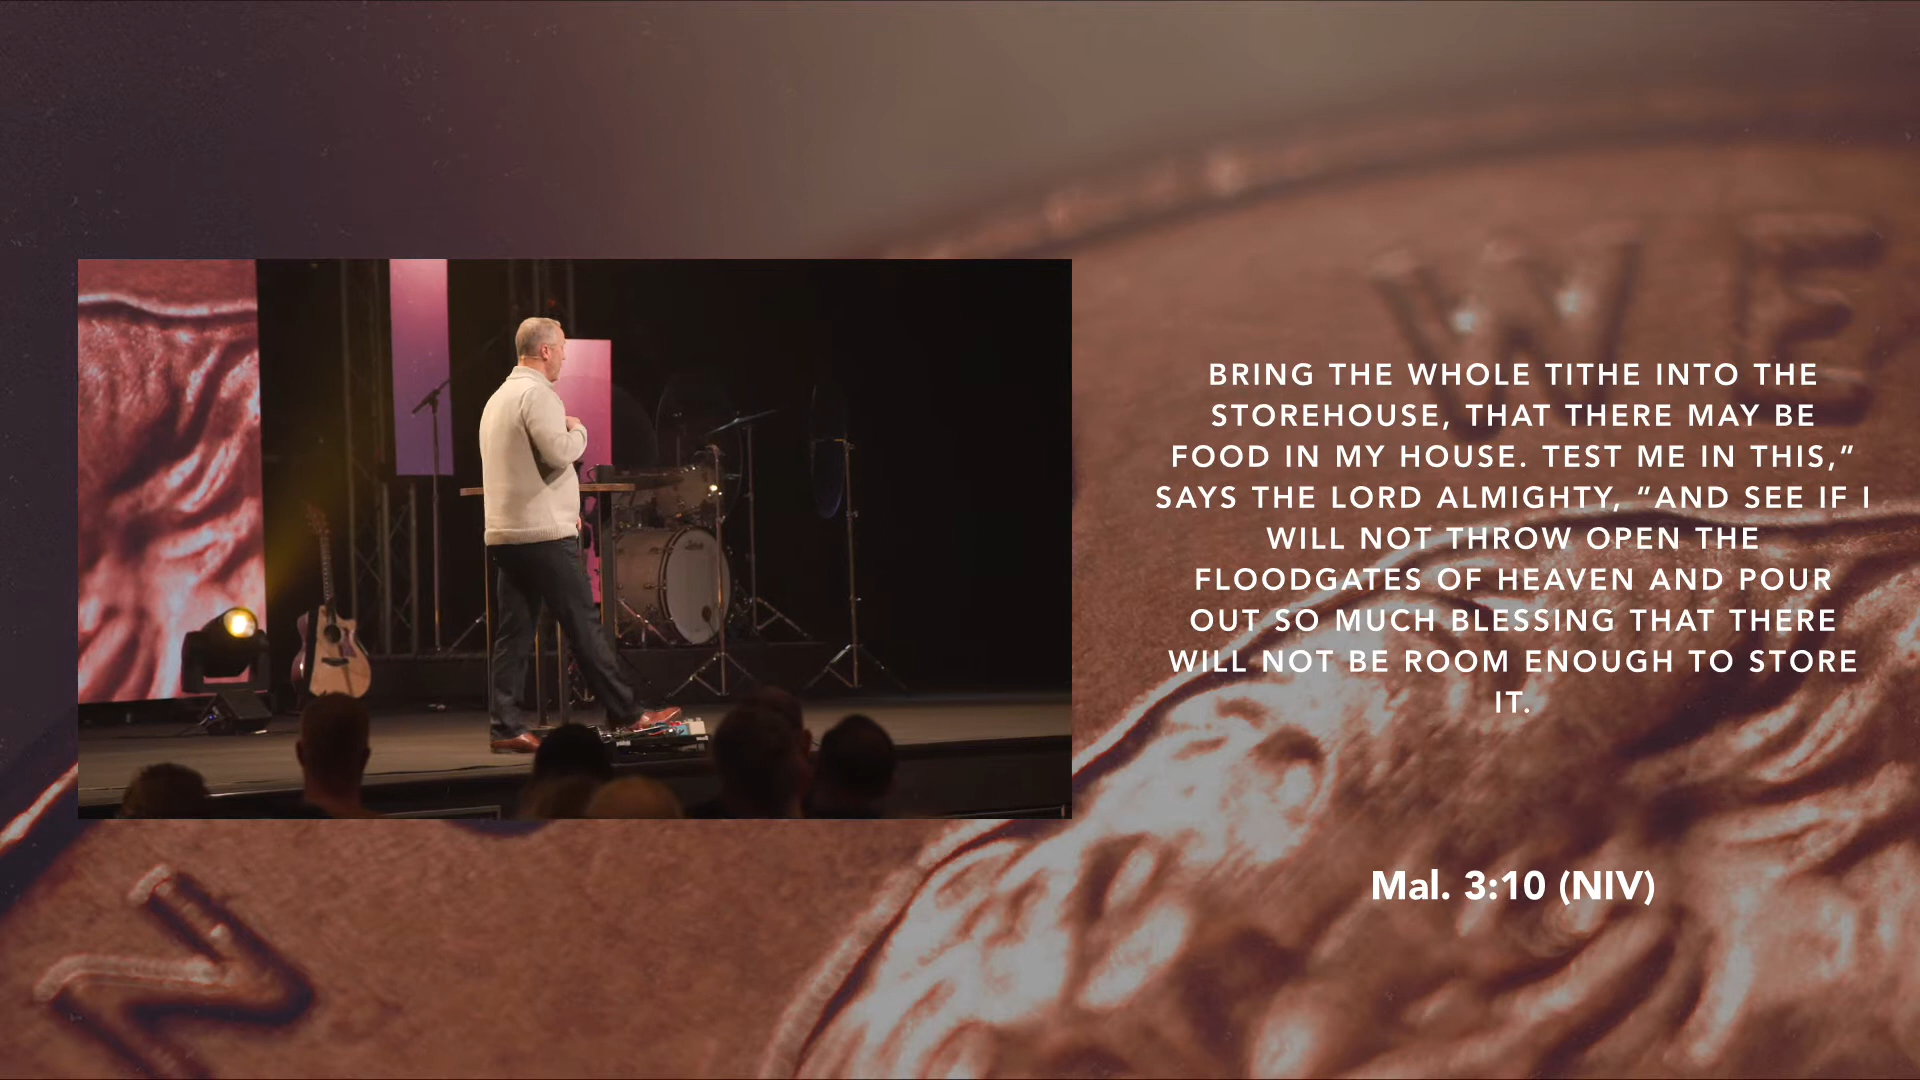 WE
BRING THE WHOLE TITHE INTO THE
STOREHOUSE, THAT THERE MAY BE
FOOD IN MY HOUSE. TEST ME IN THIS,”
SAYS THE LORD ALMIGHTY, “AND SEE IF I
WILL NOT THROW OPEN THE
FLOODGATES OF HEAVEN AND POUR
OUT SO MUCH BLESSING THAT THERE
WILL NOT BE ROOM ENOUGH TO STORE
IT.
Mal. 3:10 (NIV)